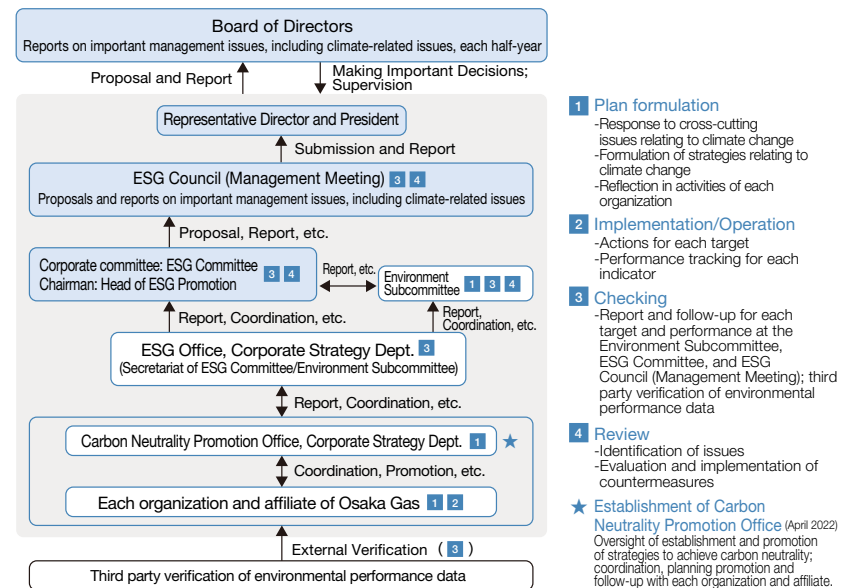 Board of Directors
Reports on important management issues, including climate-related issues, each half-year
Proposal and Report
Making Important Decisions;
Supervision
Representative Director and President
Submission and Report
ESG Council (Management Meeting) 3 4
Proposals and reports on important management issues, including climate-related issues
Proposal, Report, etc.
Corporate committee: ESG Committee
Chairman: Head of ESG Promotion
3 4
Report, etc.
Environment
Subcommittee
1 3 4
Report, Coordination, etc.
Report,
Coordination, etc.
ESG Office, Corporate Strategy Dept. 3
(Secretariat of ESG Committee/Environment Subcommittee)
Report, Coordination, etc.
Carbon Neutrality Promotion Office, Corporate Strategy Dept. 1 ★
Coordination, Promotion, etc.
Each organization and affiliate of Osaka Gas 1 2
External Verification ( 3 )
Third party verification of environmental performance data
1 Plan formulation
-Response to cross-cutting
issues relating to climate change
-Formulation of strategies relating to
climate change
-Reflection in activities of each
organization
2 Implementation/Operation
-Actions for each target
-Performance tracking for each
indicator
3 Checking
-Report and follow-up for each
target and performance at the
Environment Subcommittee,
ESG Committee, and ESG
Council (Management Meeting); third
party verification of environmental
performance data
4 Review
-Identification of issues
-Evaluation and implementation of
countermeasures
★ Establishment of Carbon
Neutrality Promotion Office (April 2022)
Oversight of establishment and promotion
of strategies to achieve carbon neutrality;
coordination, planning promotion and
follow-up with each organization and affiliate.